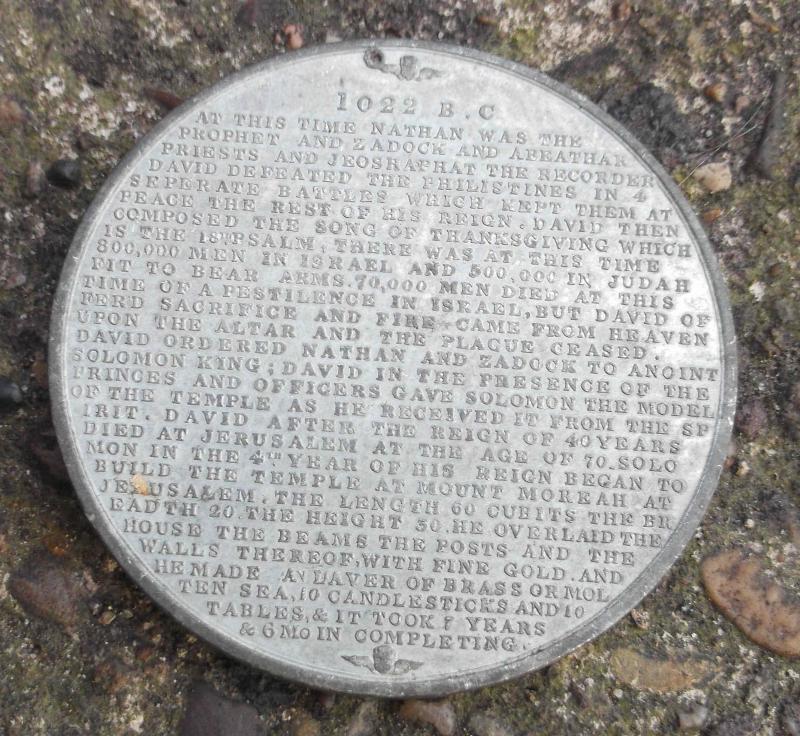 1022 B.C
AT THIS TIME NATHAN WAS THE
PROPHET AND ZADOCK AND APEATHAR
PRIESTS AND JEOSHAPHAT THE RECORDER
DAVID DEFEATED THE PHILISTINES IN 4
SEPERATE BATTLES WHICH KEPT THEM AT
PEACE THE REST OF HIS REIGN. DAVID THEN
COMPOSED THE SONG OF THANKSGIVING WHICH
IS THE 18TH PSALM, THERE WAS AT THIS TIME
800,000 MEN IN ISRAEL AND 500,000 IN JUDAH
FIT TO BEAR ARMS. 70,000 MEN DIED AT THIS
TIME OF A PESTILENCE IN ISRAEL, BUT DAVID OF
FERD SACRIFICE AND FIRE CAME FROM HEAVEN
UPON THE ALTAR AND THE PLAGUE CEASED.
DAVID ORDERED NATHAN AND ZADOCK TO ANOINT
SOLOMON KING; DAVID IN THE PRESENCE OF THE
PRINCES AND OFFICERS GAVE SOLOMON THE MODEL
OF THE TEMPLE AS HE RECEIVED IT FROM THE SP
IRIT. DAVID AFTER THE REIGN OF 40 YEARS
DIED AT JERUSALEM AT THE AGE OF 70. SOLO
MON IN THE 4TH YEAR OF HIS REIGN BEGAN TO
BUILD THE TEMPLE AT MOUNT MOREAH AT
JERUSALEM. THE LENGTH 60 CUBITS THE BR
EADTH 20. THE HEIGHT 30. HE OVERLAID THE
HOUSE THE BEAMS THE POSTS AND THE
WALLS THEREOF, WITH FINE GOLD. AND
HE MADE AN LAVER OF BRASS OR MOL
TEN SEA, 10 CANDLESTICKS AND 10
TABLES, & IT TOOK 7 YEARS
& 6 Mo IN COMPLETING.